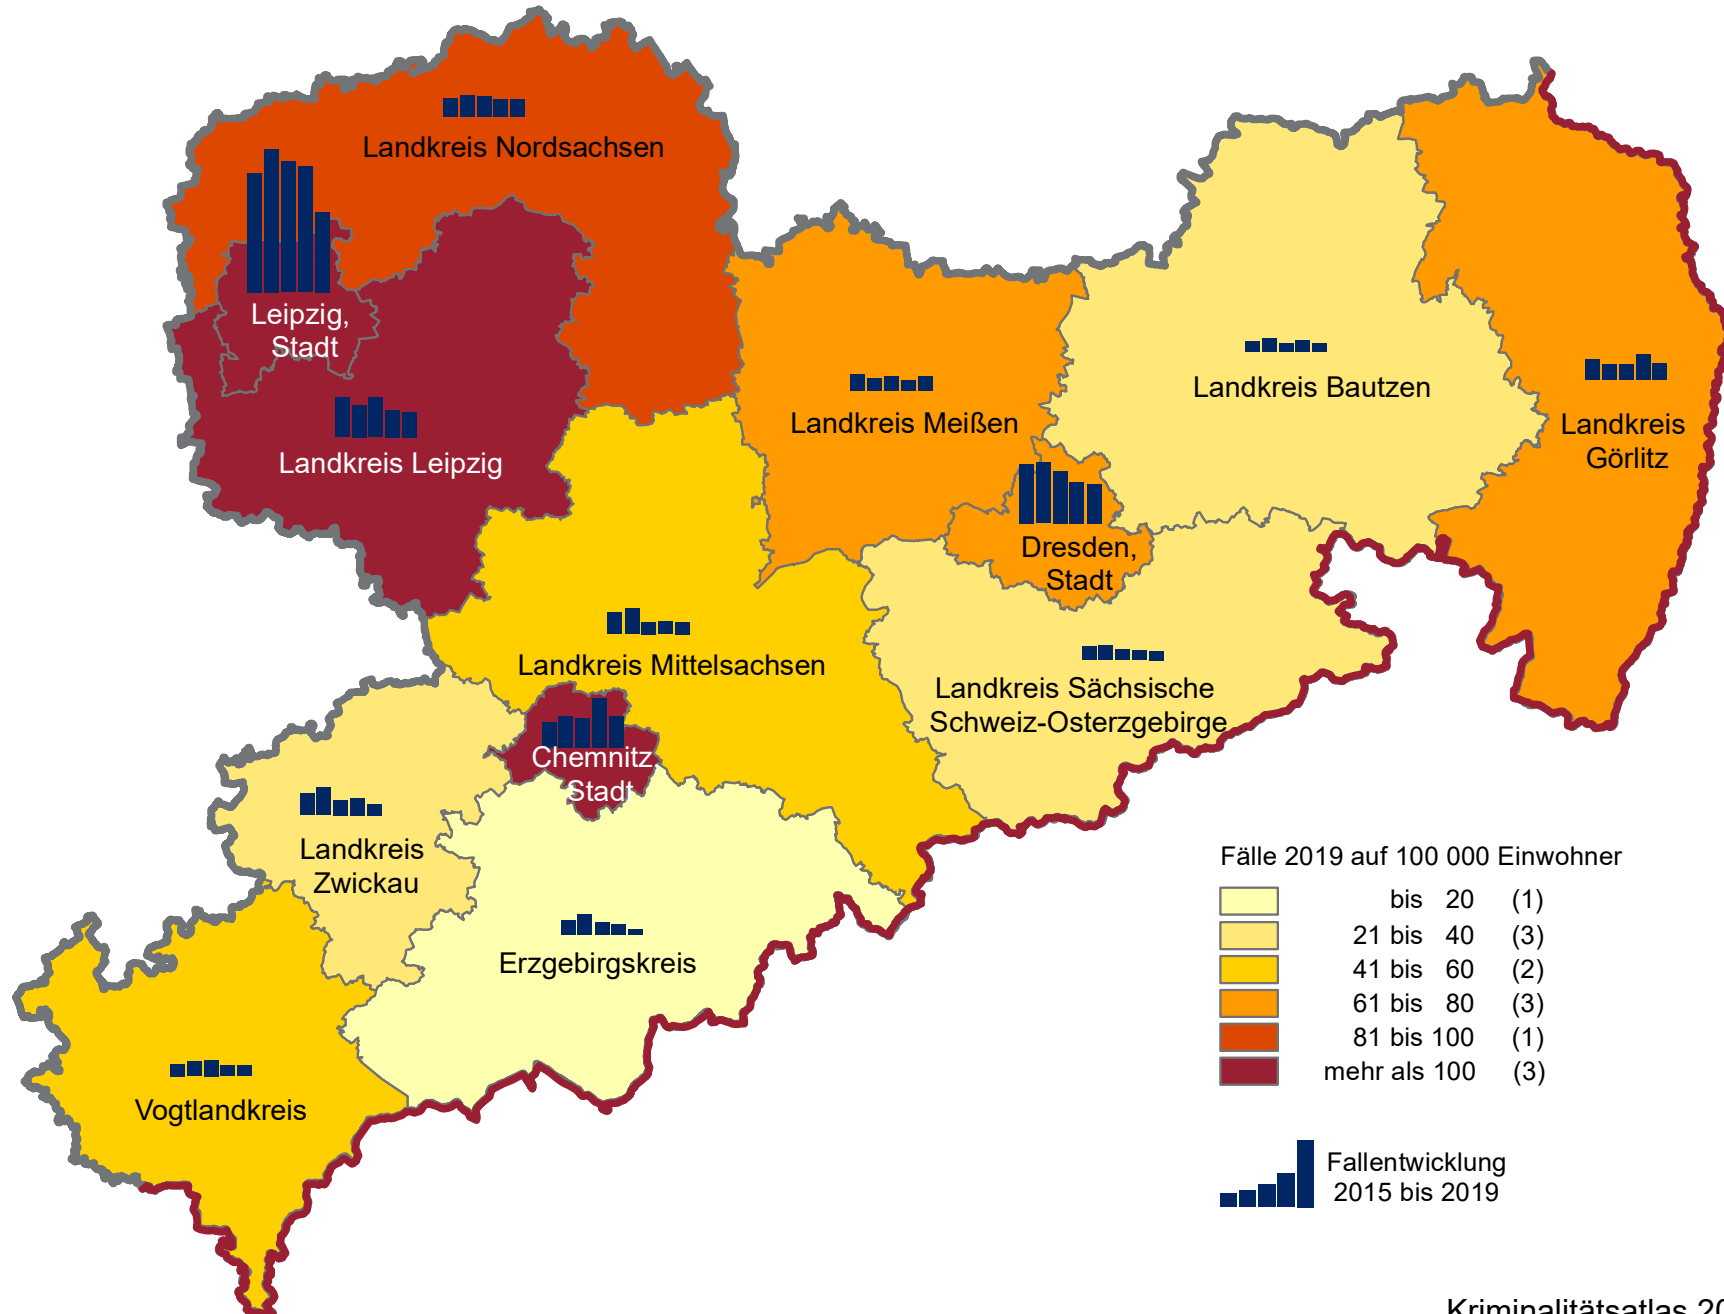 Landkreis Nordsachsen
Leipzig,
Stadt
Landkreis Leipzig
Landkreis Meißen
Landkreis Bautzen
Landkreis
Görlitz
Dresden,
Stadt
Landkreis Mittelsachsen
Landkreis Sächsische
Schweiz-Osterzgebirge
Chemnitz
Stadt
Landkreis
Zwickau
Erzgebirgskreis
Vogtlandkreis
Fälle 2019 auf 100 000 Einwohner
bis 20 (1)
21 bis 40 (3)
41 bis 60 (2)
61 bis 80 (3)
81 bis 100 (1)
mehr als 100 (3)
Fallentwicklung
2015 bis 2019
Kriminalitätsatlas 20